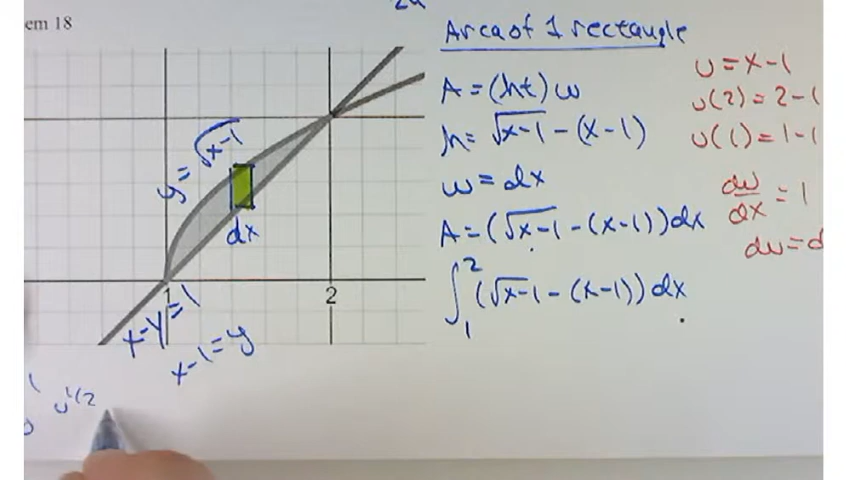 em 18
y = √x-1
dx
1
2
x-y=1
x-1=y
u^1/2
Area of 1 rectangle
A = (ht) w
h = √x-1 - (x-1)
w = dx
A = (√x-1 - (x-1)) dx
∫₁² (√x-1 - (x-1)) dx
u = x-1
u(2) = 2-1
u(1) = 1-1
du/dx = 1
du = d